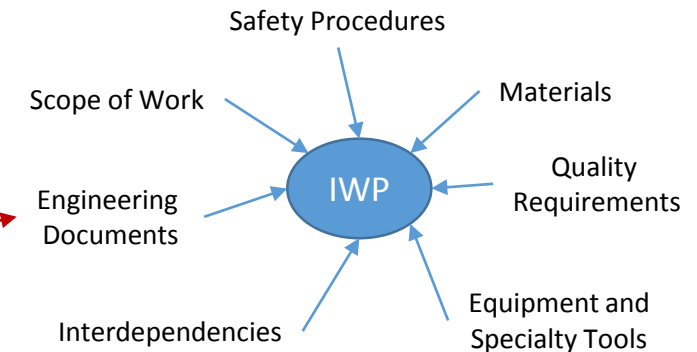 Safety Procedures
Scope of Work
Materials
IWP
Quality
Requirements
Engineering
Documents
Interdependencies
Equipment and
Specialty Tools